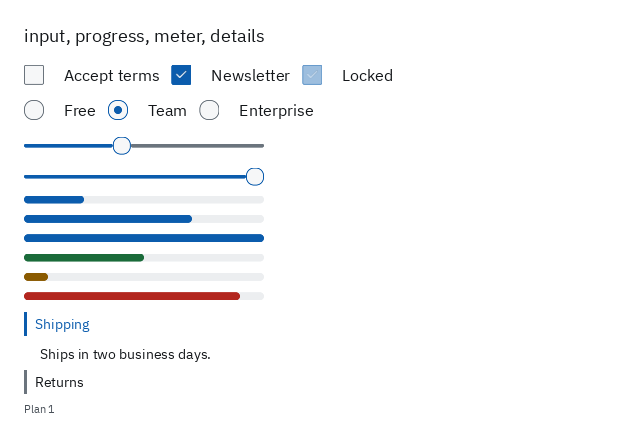 input, progress, meter, details
Accept terms Newsletter Locked
Free Team Enterprise
Shipping
Ships in two business days.
Returns
Plan 1